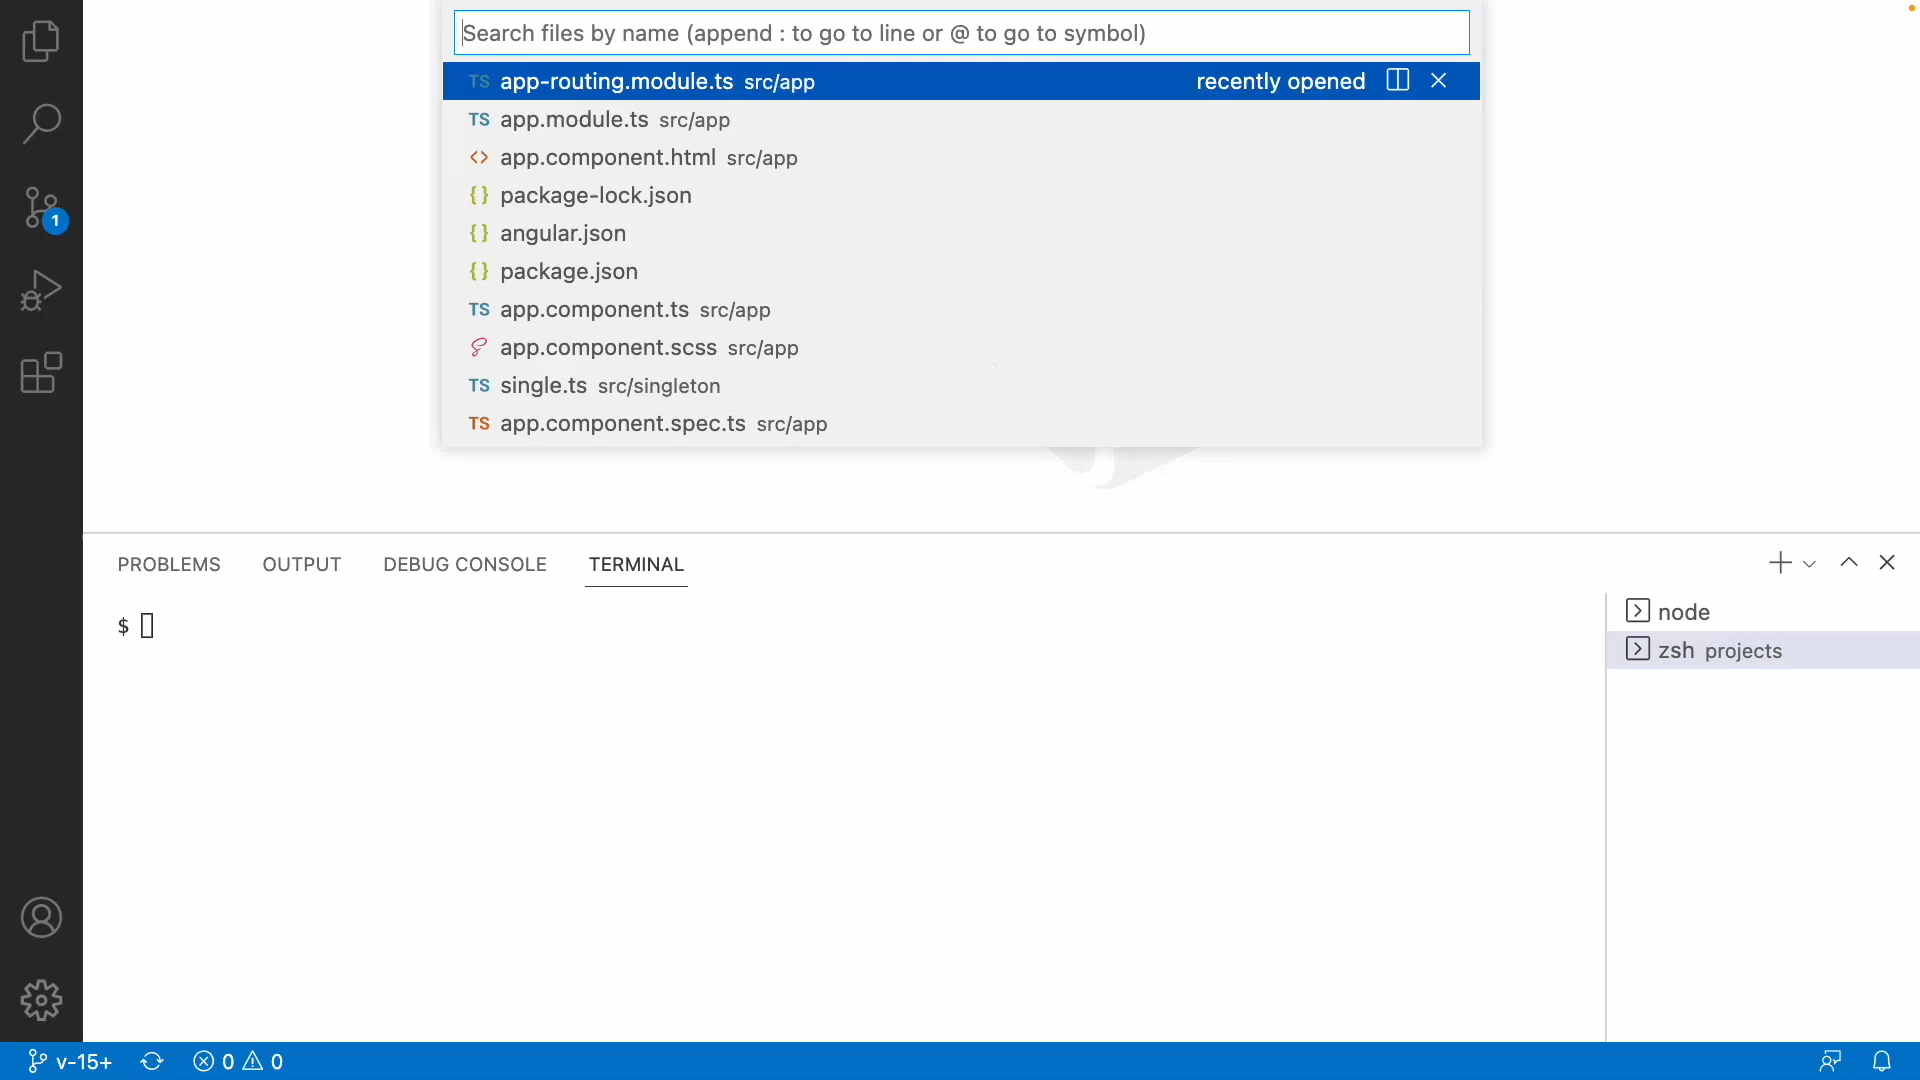 Search files by name (append : to go to line or @ to go to symbol)
TS app-routing.module.ts src/app recently opened
TS app.module.ts src/app
<> app.component.html src/app
{} package-lock.json
{} angular.json
{} package.json
TS app.component.ts src/app
app.component.scss src/app
TS single.ts src/singleton
TS app.component.spec.ts src/app
1
PROBLEMS OUTPUT DEBUG CONSOLE TERMINAL
$
node
zsh projects
v-15+ 0 0